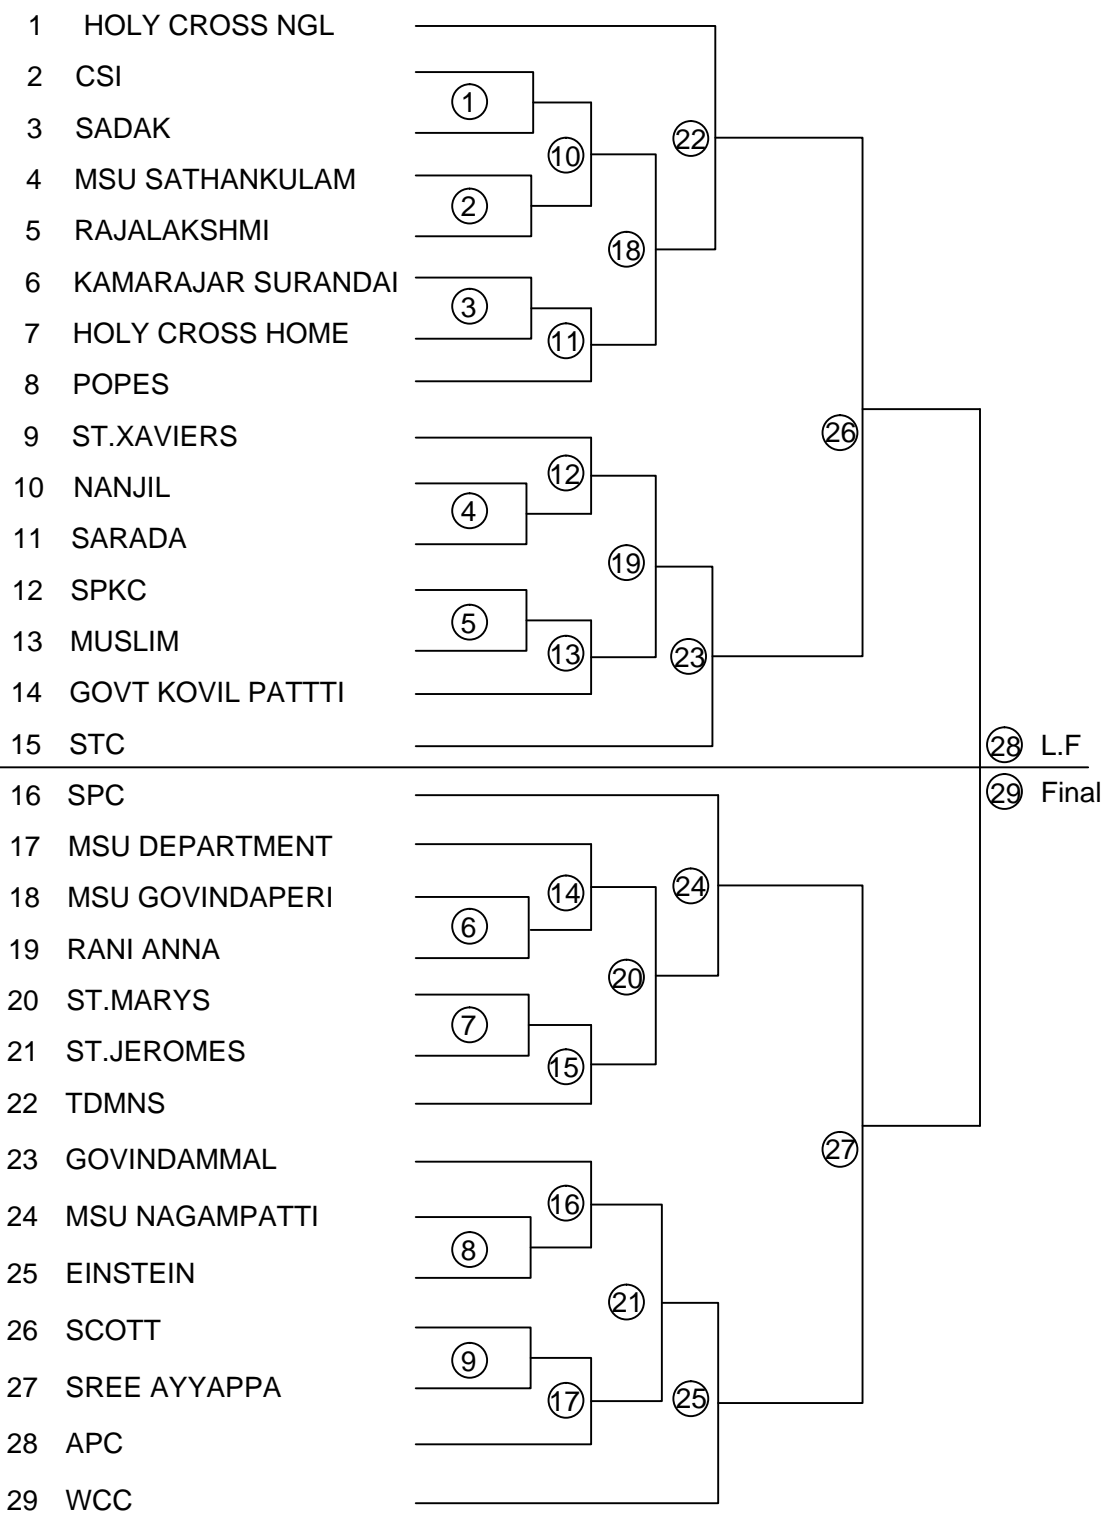 1 HOLY CROSS NGL
2 CSI
1
3 SADAK
22
10
4 MSU SATHANKULAM
2
5 RAJALAKSHMI
18
6 KAMARAJAR SURANDAI
3
7 HOLY CROSS HOME
11
8 POPES
9 ST.XAVIERS
26
12
10 NANJIL
4
11 SARADA
19
12 SPKC
5
13 MUSLIM
13
23
14 GOVT KOVIL PATTTI
15 STC
28 L.F
16 SPC
29 Final
17 MSU DEPARTMENT
24
14
18 MSU GOVINDAPERI
6
19 RANI ANNA
20
20 ST.MARYS
7
21 ST.JEROMES
15
22 TDMNS
27
23 GOVINDAMMAL
16
24 MSU NAGAMPATTI
8
25 EINSTEIN
21
26 SCOTT
9
27 SREE AYYAPPA
17
25
28 APC
29 WCC